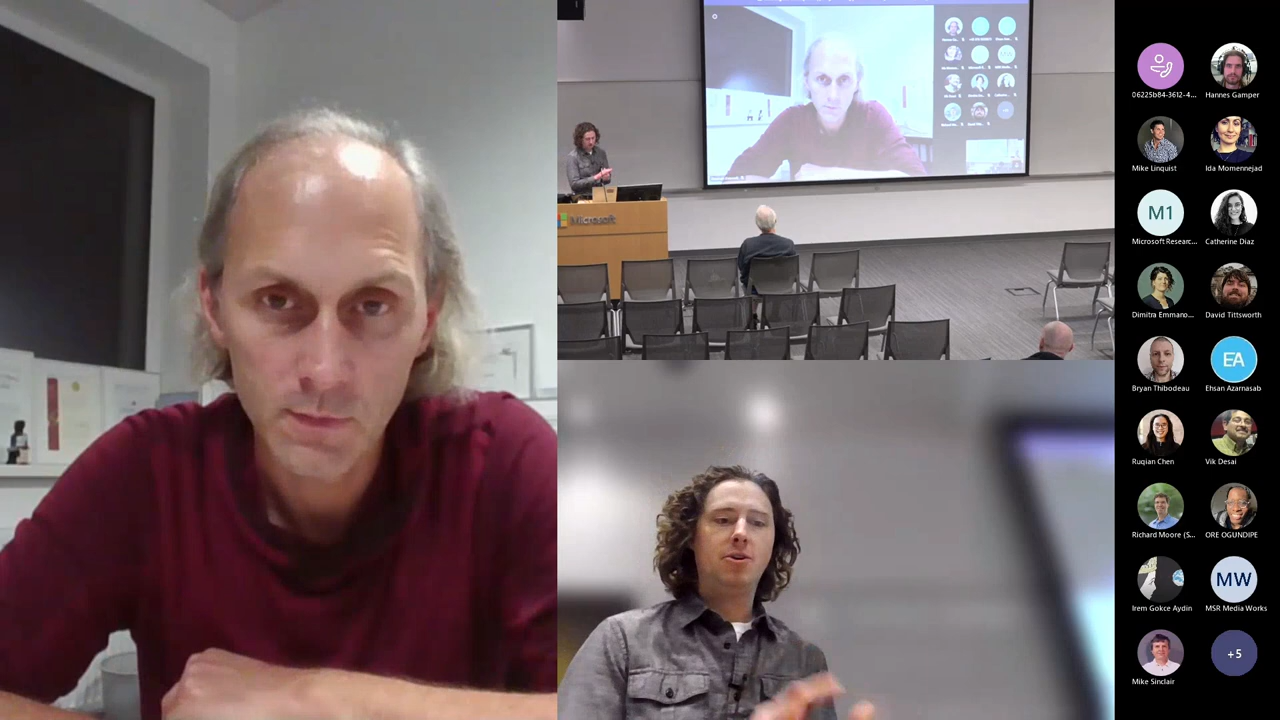 Microsoft
06225b84-3612-4...
Hannes Gamper
Mike Linquist
Ida Momennejad
M1
Microsoft Researc...
Catherine Diaz
Dimitra Emmano...
David Tittsworth
Bryan Thibodeau
EA
Ehsan Azarnasab
Ruqian Chen
Vik Desai
Richard Moore (S...
ORE OGUNDIPE
Irem Gokce Aydin
MW
MSR Media Works
Mike Sinclair
+5